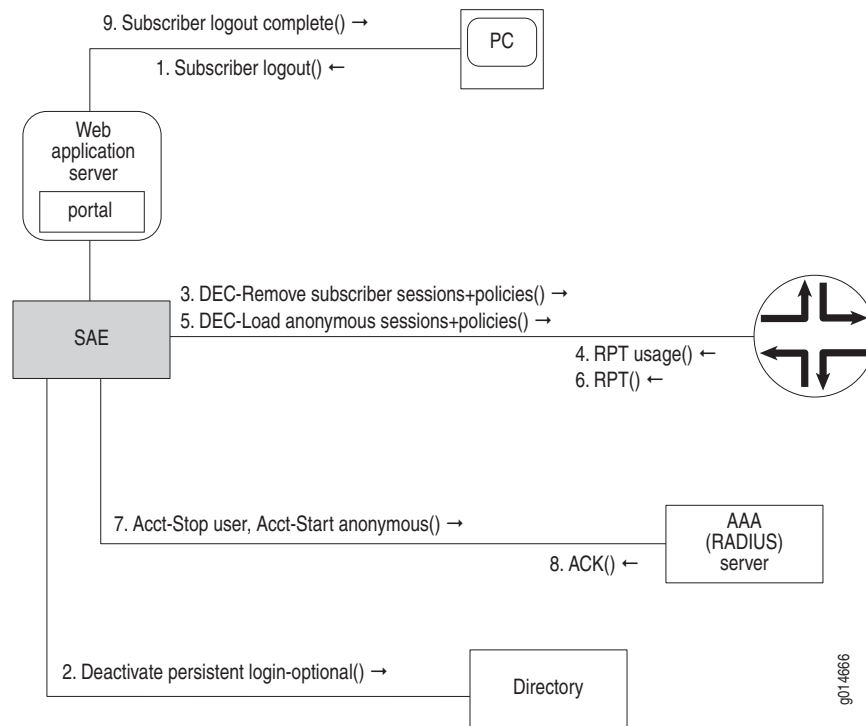 9. Subscriber logout complete() →
PC
1. Subscriber logout() ←
Web
application
server
portal
3. DEC-Remove subscriber sessions+policies() →
5. DEC-Load anonymous sessions+policies() →
SAE
4. RPT usage() ←
6. RPT() ←
7. Acct-Stop user, Acct-Start anonymous() →
AAA
(RADIUS)
server
8. ACK() ←
2. Deactivate persistent login-optional() →
Directory
g014666